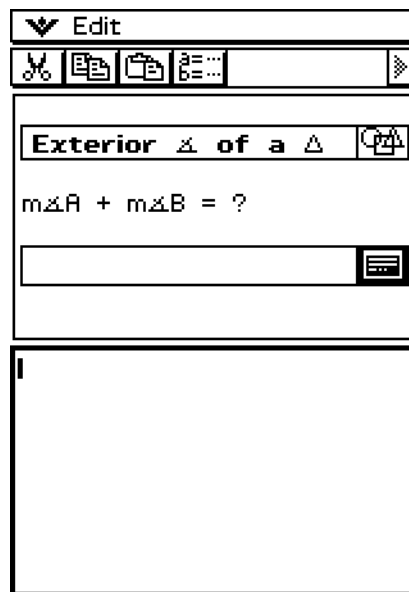 Edit
Exterior ∡ of a △
m∡A + m∡B = ?